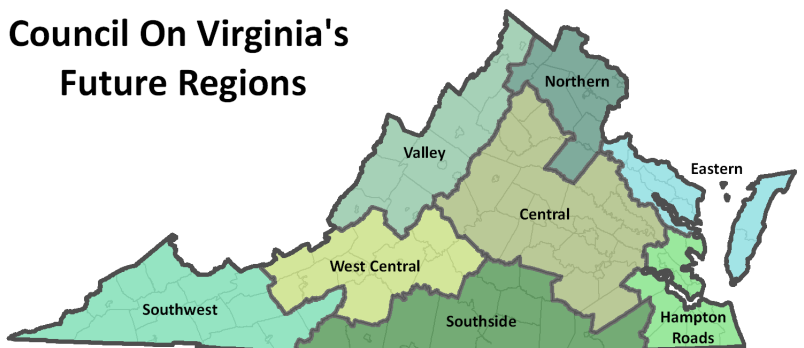 Council On Virginia's
Future Regions
Northern
Valley
Eastern
Central
West Central
Southwest
Southside
Hampton
Roads